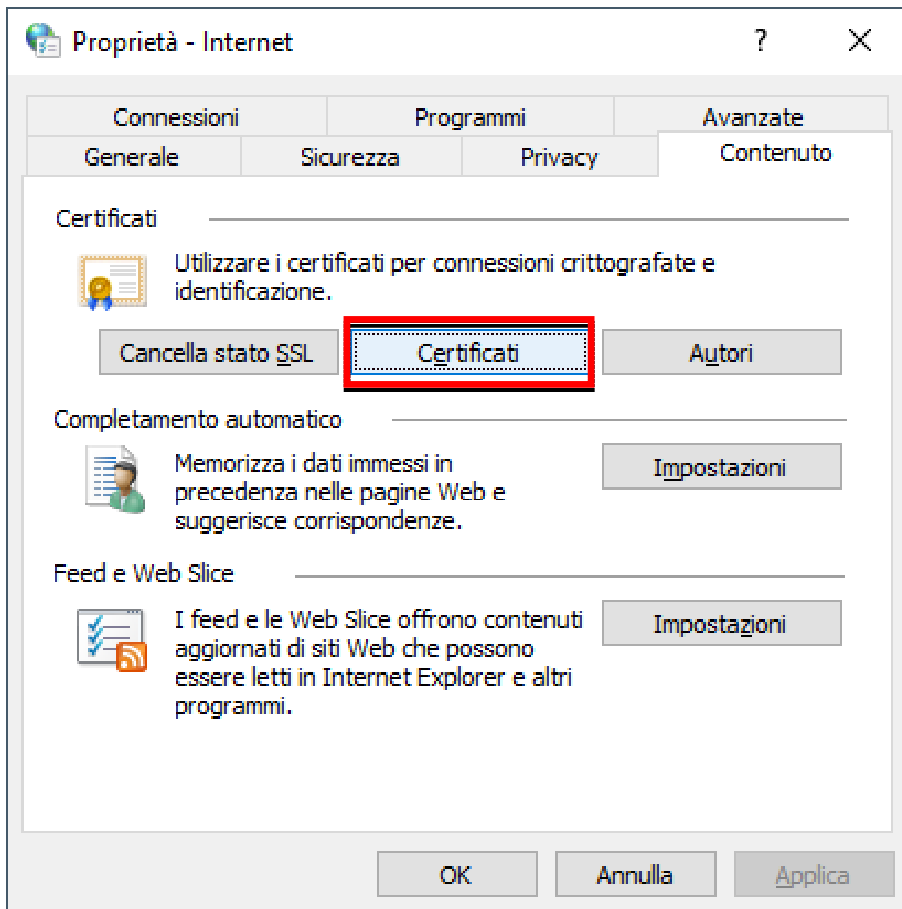 Proprietà - Internet
?
Connessioni
Programmi
Avanzate
Generale
Sicurezza
Privacy
Contenuto
Certificati
Utilizzare i certificati per connessioni crittografate e
identificazione.
Cancella stato SSL
Certificati
Autori
Completamento automatico
Memorizza i dati immessi in
precedenza nelle pagine Web e
suggerisce corrispondenze.
Impostazioni
Feed e Web Slice
I feed e le Web Slice offrono contenuti
aggiornati di siti Web che possono
essere letti in Internet Explorer e altri
programmi.
Impostazioni
OK
Annulla
Applica